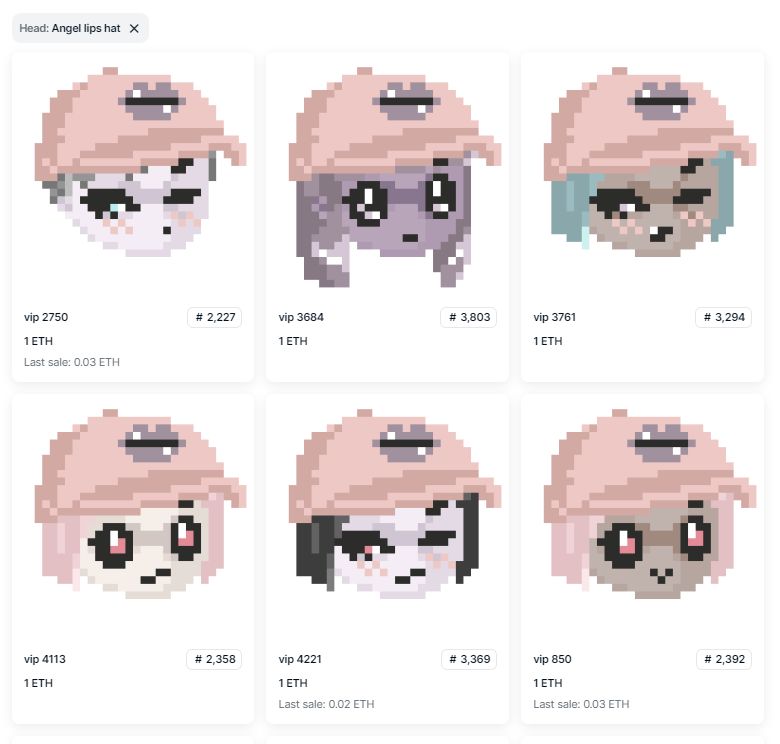 Head: Angel lips hat ×
vip 2750 # 2,227
1 ETH
Last sale: 0.03 ETH
vip 3684 # 3,803
1 ETH
vip 3761 # 3,294
1 ETH
vip 4113 # 2,358
1 ETH
vip 4221 # 3,369
1 ETH
Last sale: 0.02 ETH
vip 850 # 2,392
1 ETH
Last sale: 0.03 ETH